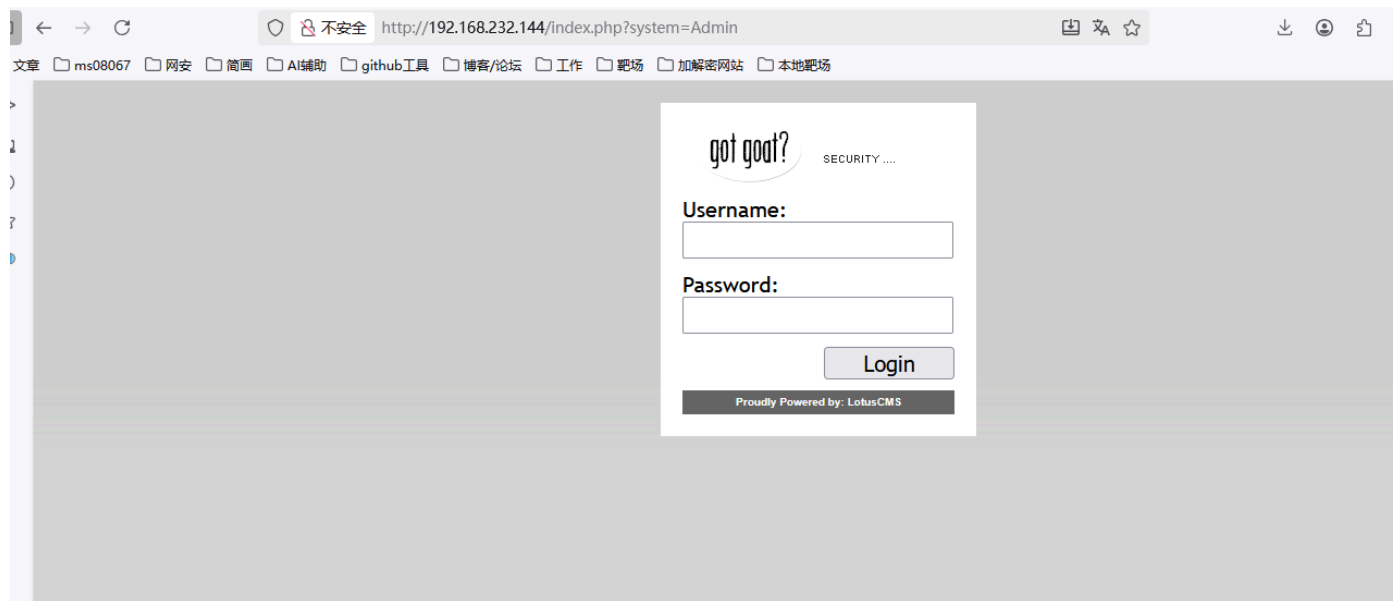 不安全 http://192.168.232.144/index.php?system=Admin
文章 ms08067 网安 简画 AI辅助 github工具 博客/论坛 工作 靶场 加解密网站 本地靶场
got goat? SECURITY ....
Username:
Password:
Login
Proudly Powered by: LotusCMS